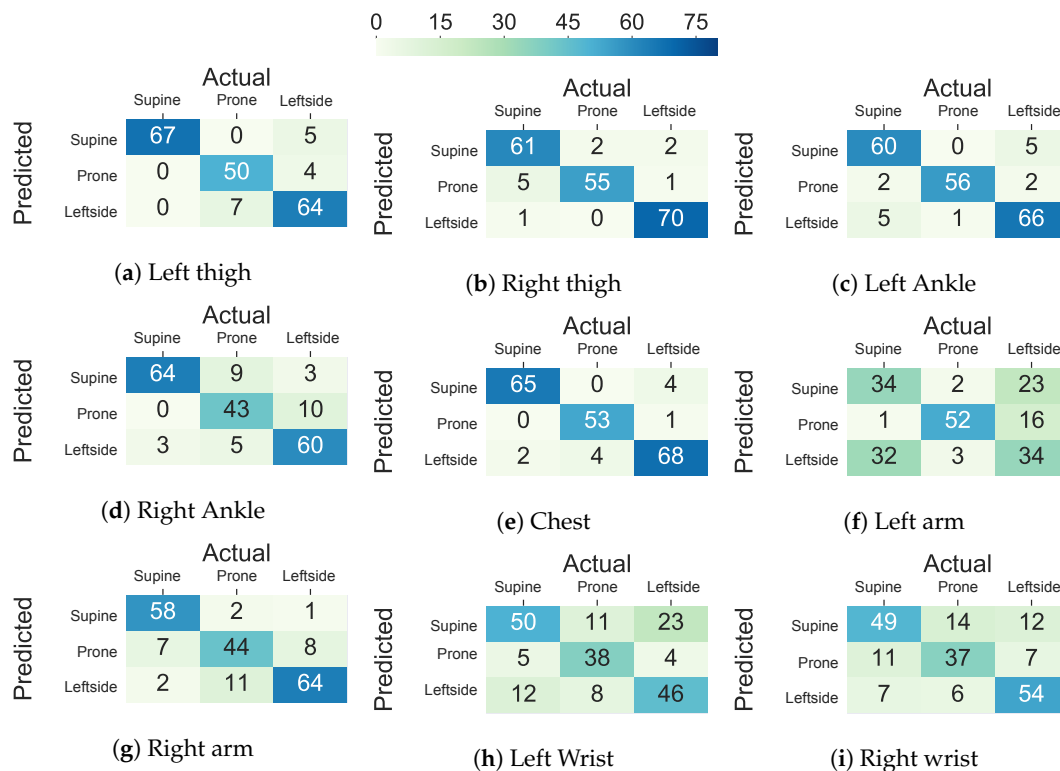 0 15 30 45 60 75
Actual
Supine Prone Leftside
Predicted
Supine 67 0 5
Prone 0 50 4
Leftside 0 7 64
(a) Left thigh
Actual
Supine Prone Leftside
Predicted
Supine 61 2 2
Prone 5 55 1
Leftside 1 0 70
(b) Right thigh
Actual
Supine Prone Leftside
Predicted
Supine 60 0 5
Prone 2 56 2
Leftside 5 1 66
(c) Left Ankle
Actual
Supine Prone Leftside
Predicted
Supine 64 9 3
Prone 0 43 10
Leftside 3 5 60
(d) Right Ankle
Actual
Supine Prone Leftside
Predicted
Supine 65 0 4
Prone 0 53 1
Leftside 2 4 68
(e) Chest
Actual
Supine Prone Leftside
Predicted
Supine 34 2 23
Prone 1 52 16
Leftside 32 3 34
(f) Left arm
Actual
Supine Prone Leftside
Predicted
Supine 58 2 1
Prone 7 44 8
Leftside 2 11 64
(g) Right arm
Actual
Supine Prone Leftside
Predicted
Supine 50 11 23
Prone 5 38 4
Leftside 12 8 46
(h) Left Wrist
Actual
Supine Prone Leftside
Predicted
Supine 49 14 12
Prone 11 37 7
Leftside 7 6 54
(i) Right wrist